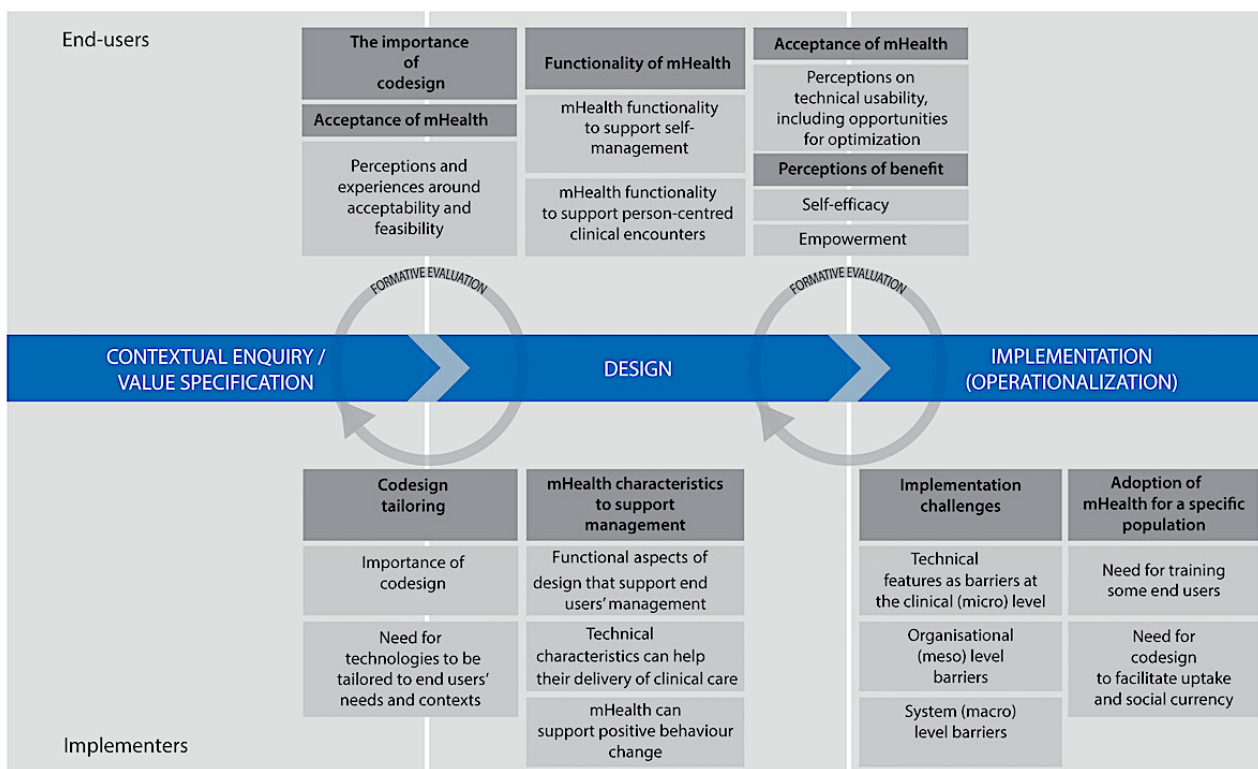 End-users
The importance
of
codesign
Acceptance of mHealth
Perceptions and
experiences around
acceptability and
feasibility
Functionality of mHealth
mHealth functionality
to support self-
management
mHealth functionality
to support person-centred
clinical encounters
Acceptance of mHealth
Perceptions on
technical usability,
including opportunities
for optimization
Perceptions of benefit
Self-efficacy
Empowerment
FORMATIVE EVALUATION
FORMATIVE EVALUATION
CONTEXTUAL ENQUIRY /
VALUE SPECIFICATION
DESIGN
IMPLEMENTATION
(OPERATIONALIZATION)
Codesign
tailoring
Importance of
codesign
Need for
technologies to be
tailored to end users'
needs and contexts
mHealth characteristics
to support
management
Functional aspects of
design that support end
users' management
Technical
characteristics can help
their delivery of clinical care
mHealth can
support positive behaviour
change
Implementation
challenges
Technical
features as barriers at
the clinical (micro) level
Organisational
(meso) level
barriers
System (macro)
level barriers
Adoption of
mHealth for a specific
population
Need for training
some end users
Need for
codesign
to facilitate uptake
and social currency
Implementers